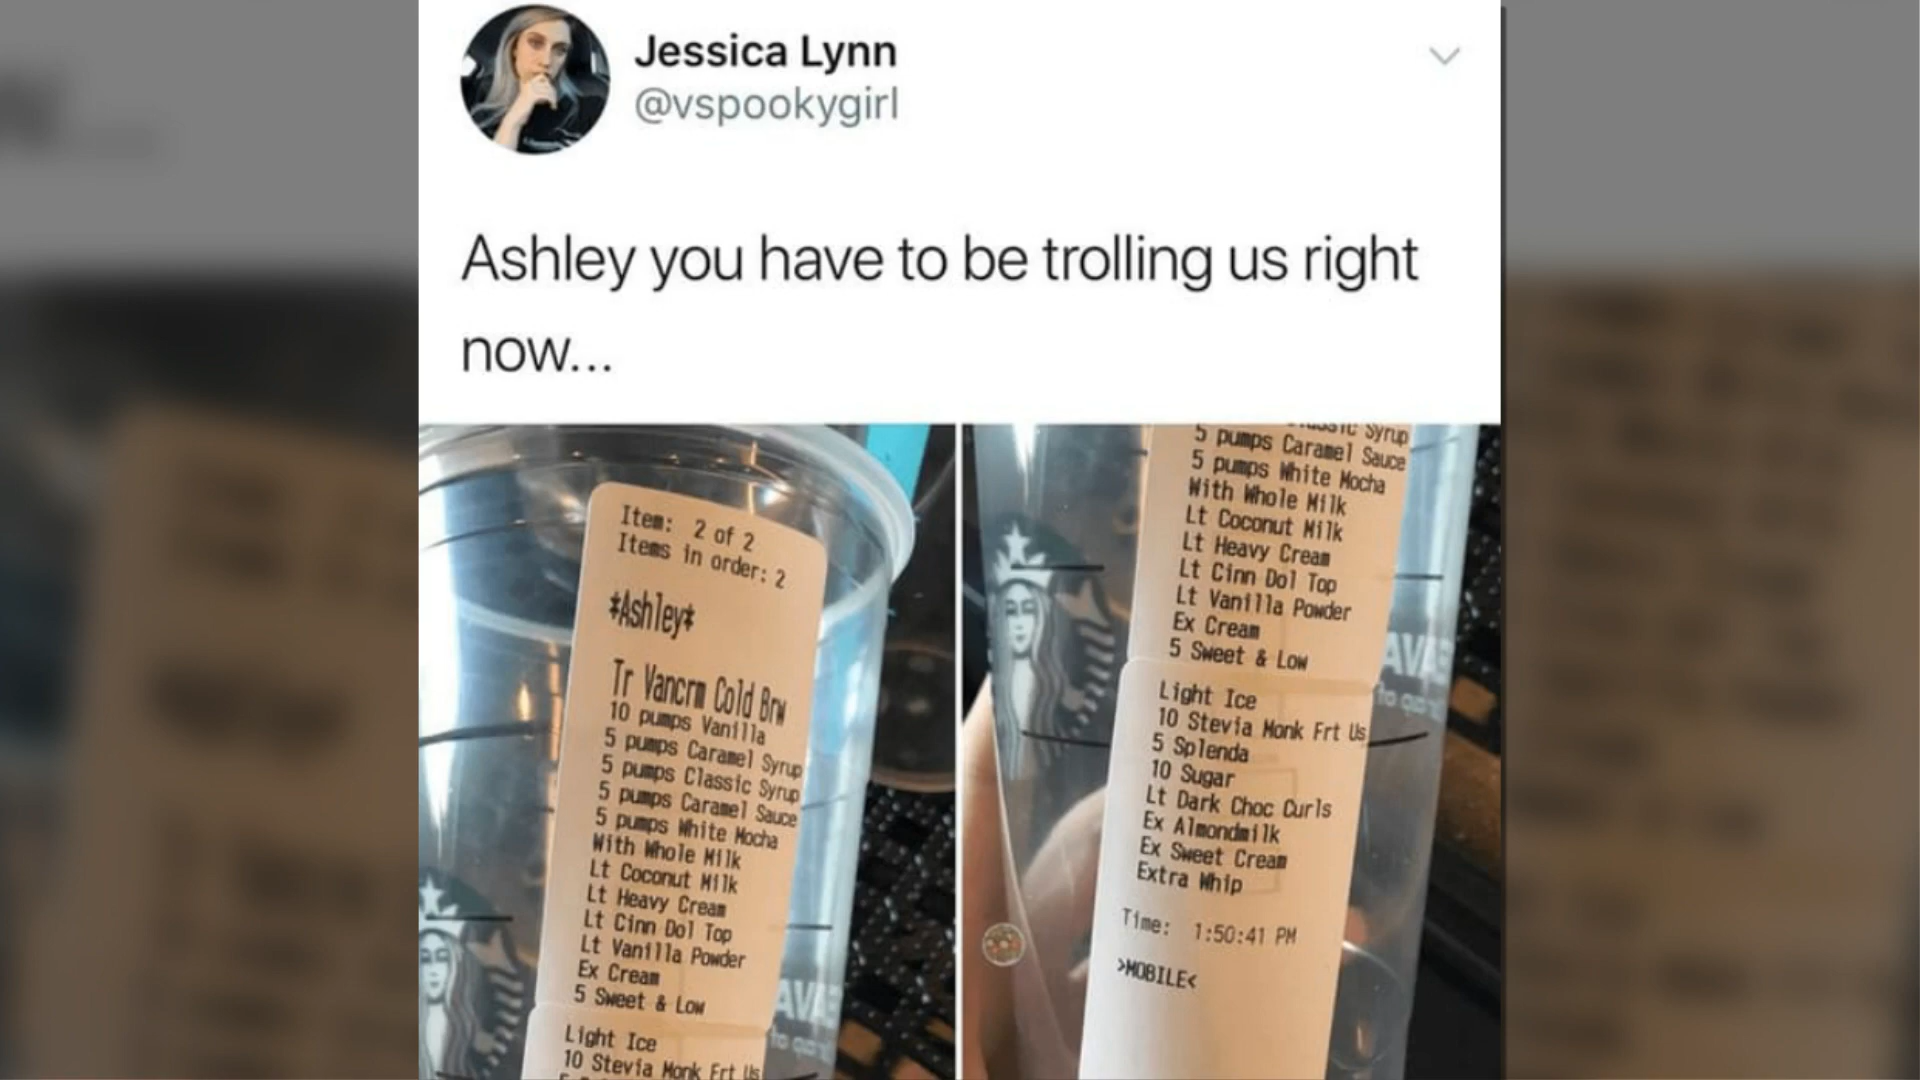 Jessica Lynn
@vspookygirl
Ashley you have to be trolling us right
now...
Item: 2 of 2
Items in order: 2
*Ashley*
Tr Vancrm Cold Brw
10 pumps Vanilla
5 pumps Caramel Syrup
5 pumps Classic Syrup
5 pumps Caramel Sauce
5 pumps White Mocha
With Whole Milk
Lt Coconut Milk
Lt Heavy Cream
Lt Cinn Dol Top
Lt Vanilla Powder
Ex Cream
5 Sweet & Low
Light Ice
10 Stevia Monk Frt Us
Syrup
5 pumps Caramel Sauce
5 pumps White Mocha
With Whole Milk
Lt Coconut Milk
Lt Heavy Cream
Lt Cinn Dol Top
Lt Vanilla Powder
Ex Cream
5 Sweet & Low
Light Ice
10 Stevia Monk Frt Us
5 Splenda
10 Sugar
Lt Dark Choc Curls
Ex Almondmilk
Ex Sweet Cream
Extra Whip
Time: 1:50:41 PM
>MOBILE<